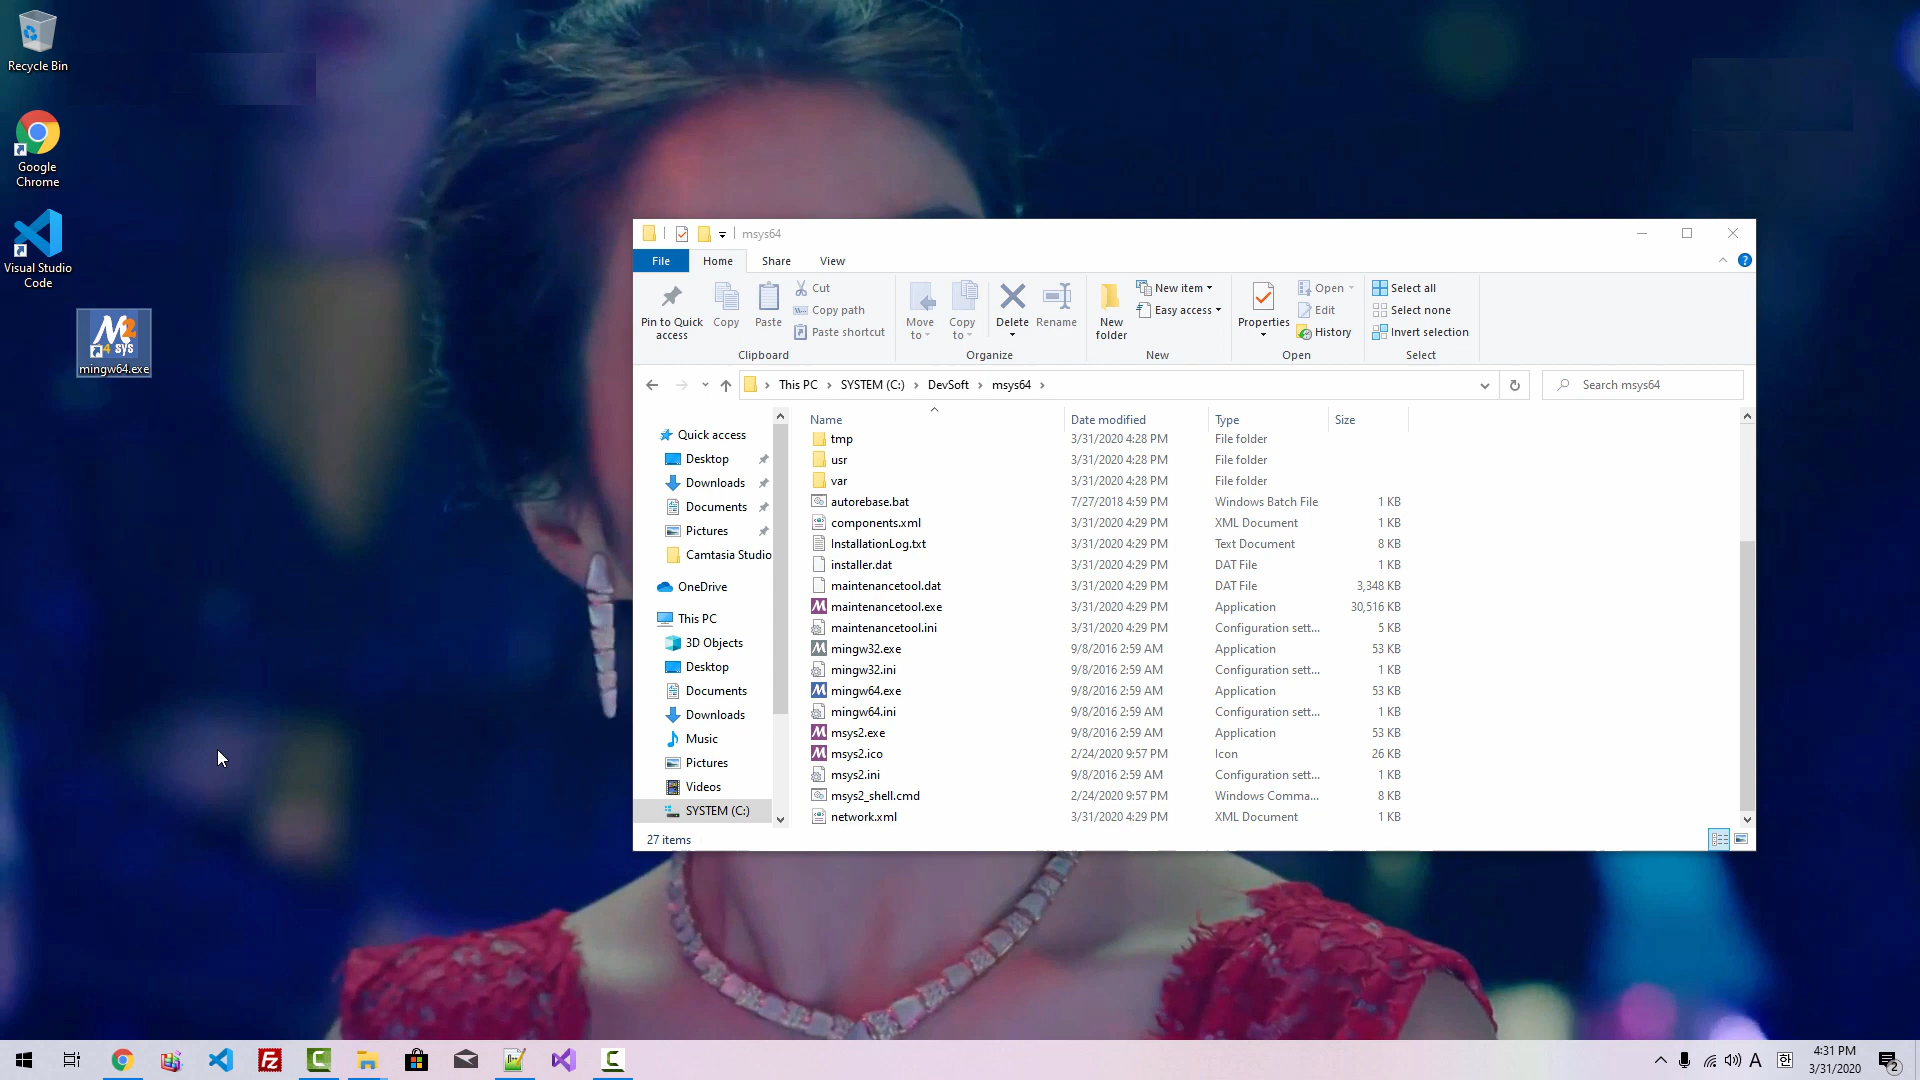 Recycle Bin
Google
Chrome
Visual Studio
Code
M2
4 sys
mingw64.exe
msys64
File Home Share View
Pin to Quick
access
Copy
Paste
Cut
Copy path
Paste shortcut
Clipboard
Move
to
Copy
to
Delete
Rename
Organize
New
folder
New item
Easy access
New
Properties
Open
Edit
History
Open
Select all
Select none
Invert selection
Select
This PC › SYSTEM (C:) › DevSoft › msys64 ›
Search msys64
Quick access
Desktop
Downloads
Documents
Pictures
Camtasia Studio
OneDrive
This PC
3D Objects
Desktop
Documents
Downloads
Music
Pictures
Videos
SYSTEM (C:)
Name Date modified Type Size
tmp 3/31/2020 4:28 PM File folder
usr 3/31/2020 4:28 PM File folder
var 3/31/2020 4:28 PM File folder
autorebase.bat 7/27/2018 4:59 PM Windows Batch File 1 KB
components.xml 3/31/2020 4:29 PM XML Document 1 KB
InstallationLog.txt 3/31/2020 4:29 PM Text Document 8 KB
installer.dat 3/31/2020 4:29 PM DAT File 1 KB
maintenancetool.dat 3/31/2020 4:29 PM DAT File 3,348 KB
maintenancetool.exe 3/31/2020 4:29 PM Application 30,516 KB
maintenancetool.ini 3/31/2020 4:29 PM Configuration sett... 5 KB
mingw32.exe 9/8/2016 2:59 AM Application 53 KB
mingw32.ini 9/8/2016 2:59 AM Configuration sett... 1 KB
mingw64.exe 9/8/2016 2:59 AM Application 53 KB
mingw64.ini 9/8/2016 2:59 AM Configuration sett... 1 KB
msys2.exe 9/8/2016 2:59 AM Application 53 KB
msys2.ico 2/24/2020 9:57 PM Icon 26 KB
msys2.ini 9/8/2016 2:59 AM Configuration sett... 1 KB
msys2_shell.cmd 2/24/2020 9:57 PM Windows Comma... 8 KB
network.xml 3/31/2020 4:29 PM XML Document 1 KB
27 items
A 한
4:31 PM
3/31/2020
2